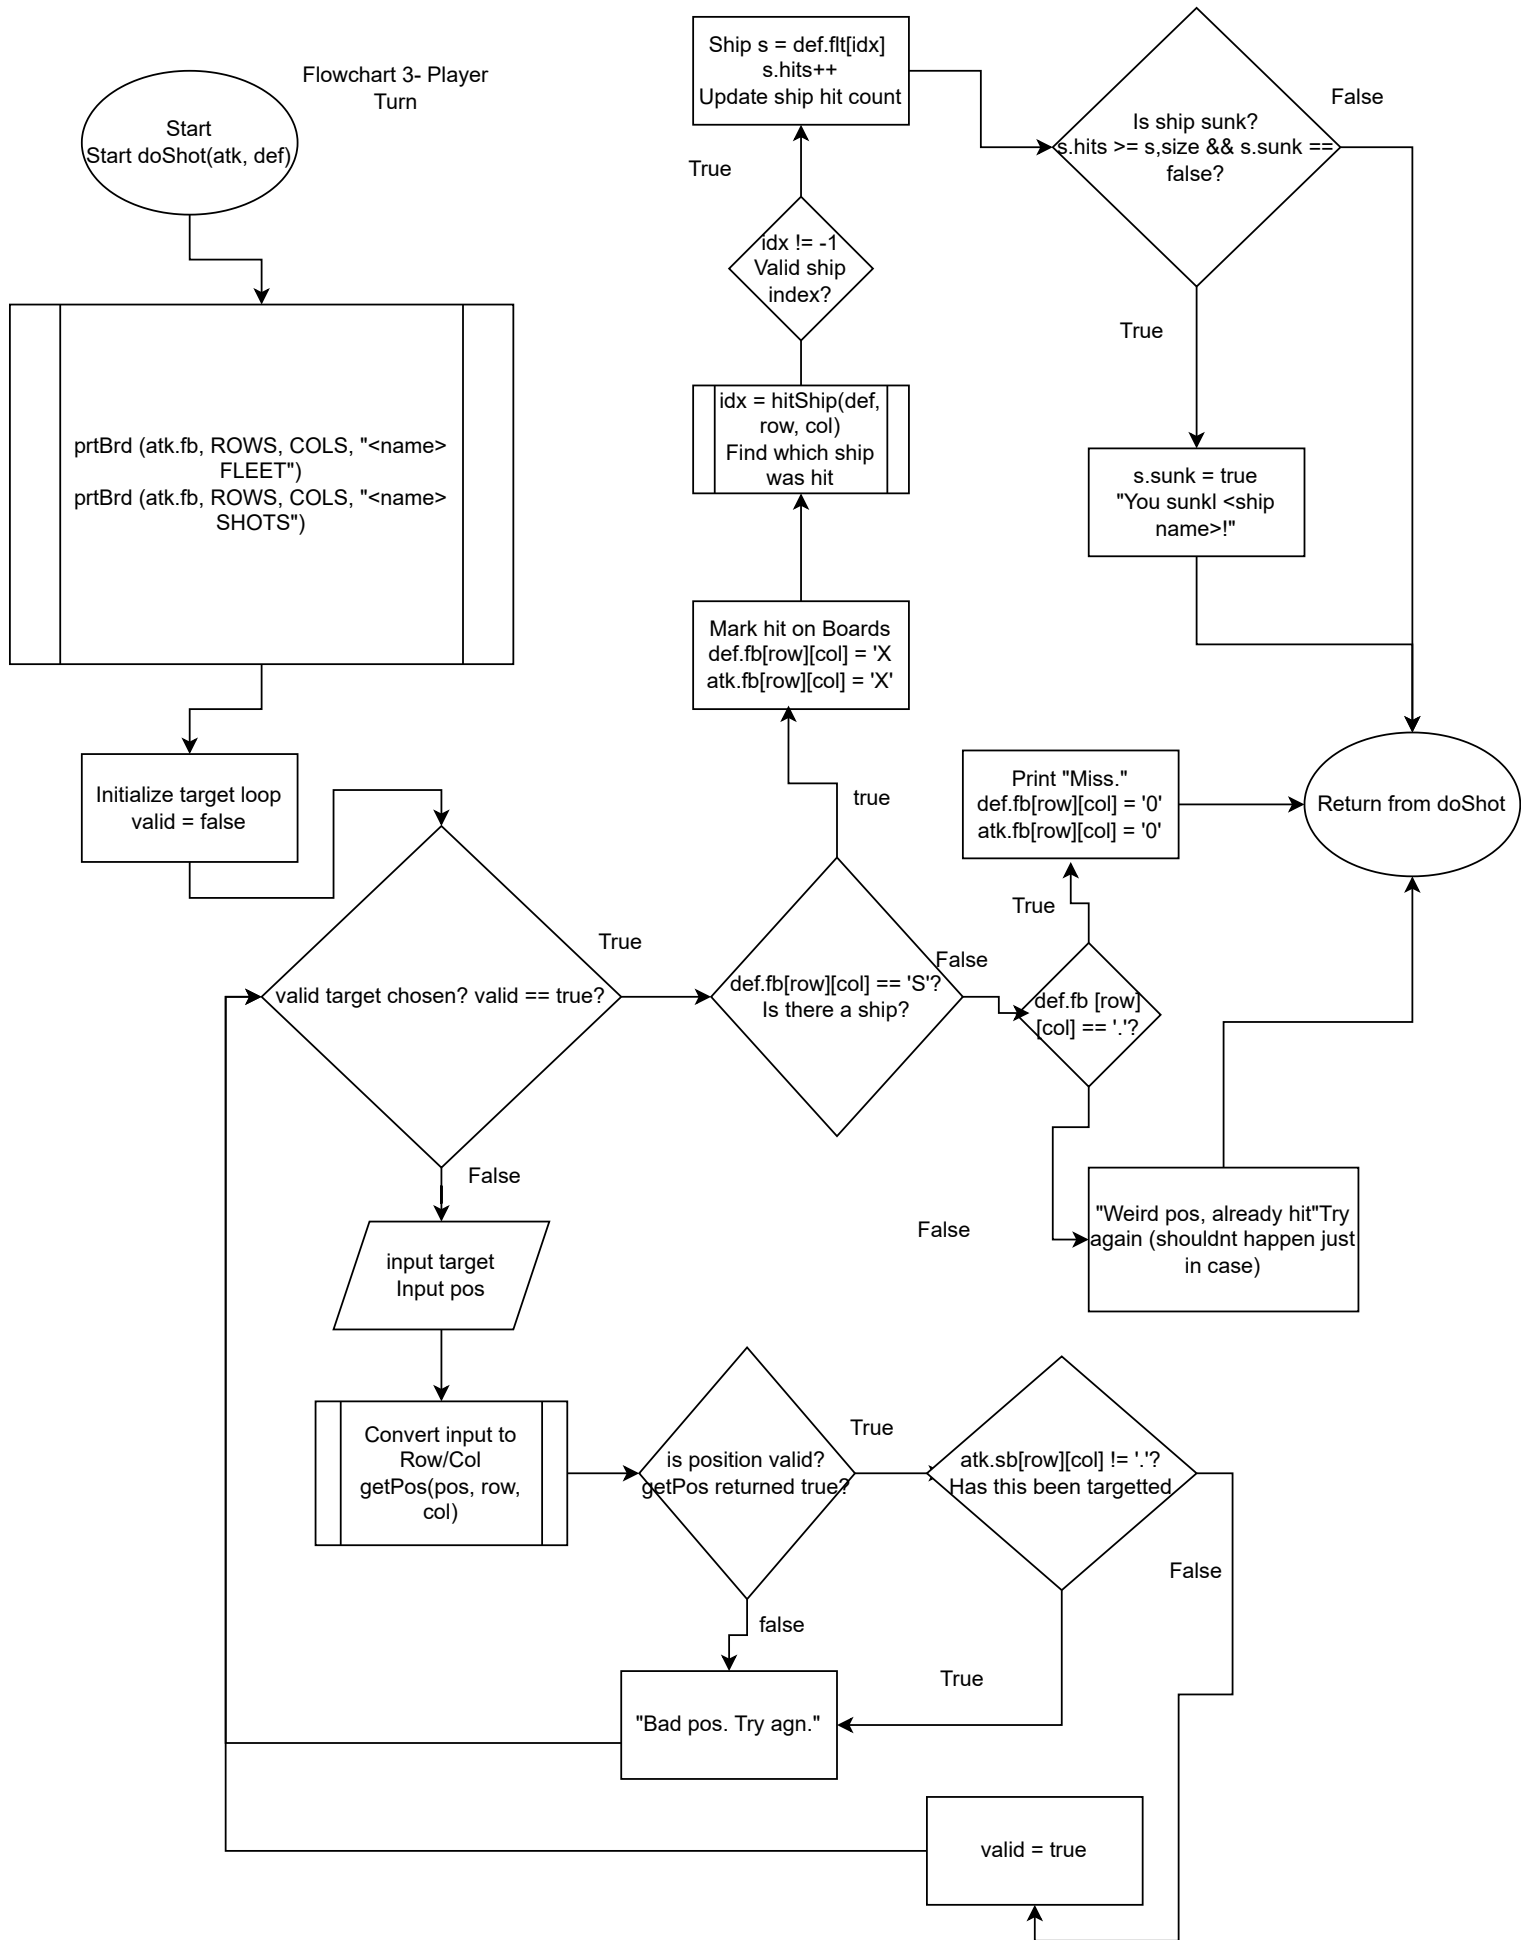 Flowchart 3- Player
Turn
Start
Start doShot(atk, def)
prtBrd (atk.fb, ROWS, COLS, "<name>
FLEET")
prtBrd (atk.fb, ROWS, COLS, "<name>
SHOTS")
Initialize target loop
valid = false
valid target chosen? valid == true?
True
False
input target
Input pos
Convert input to
Row/Col
getPos(pos, row,
col)
is position valid?
getPos returned true?
True
false
atk.sb[row][col] != '.'?
Has this been targetted
True
False
"Bad pos. Try agn."
valid = true
def.fb[row][col] == 'S'?
Is there a ship?
true
False
Mark hit on Boards
def.fb[row][col] = 'X
atk.fb[row][col] = 'X'
idx = hitShip(def,
row, col)
Find which ship
was hit
idx != -1
Valid ship
index?
True
Ship s = def.flt[idx]
s.hits++
Update ship hit count
Is ship sunk?
s.hits >= s,size && s.sunk ==
false?
False
True
s.sunk = true
"You sunkl <ship
name>!"
def.fb [row]
[col] == '.'?
True
False
Print "Miss."
def.fb[row][col] = '0'
atk.fb[row][col] = '0'
"Weird pos, already hit"Try
again (shouldnt happen just
in case)
Return from doShot